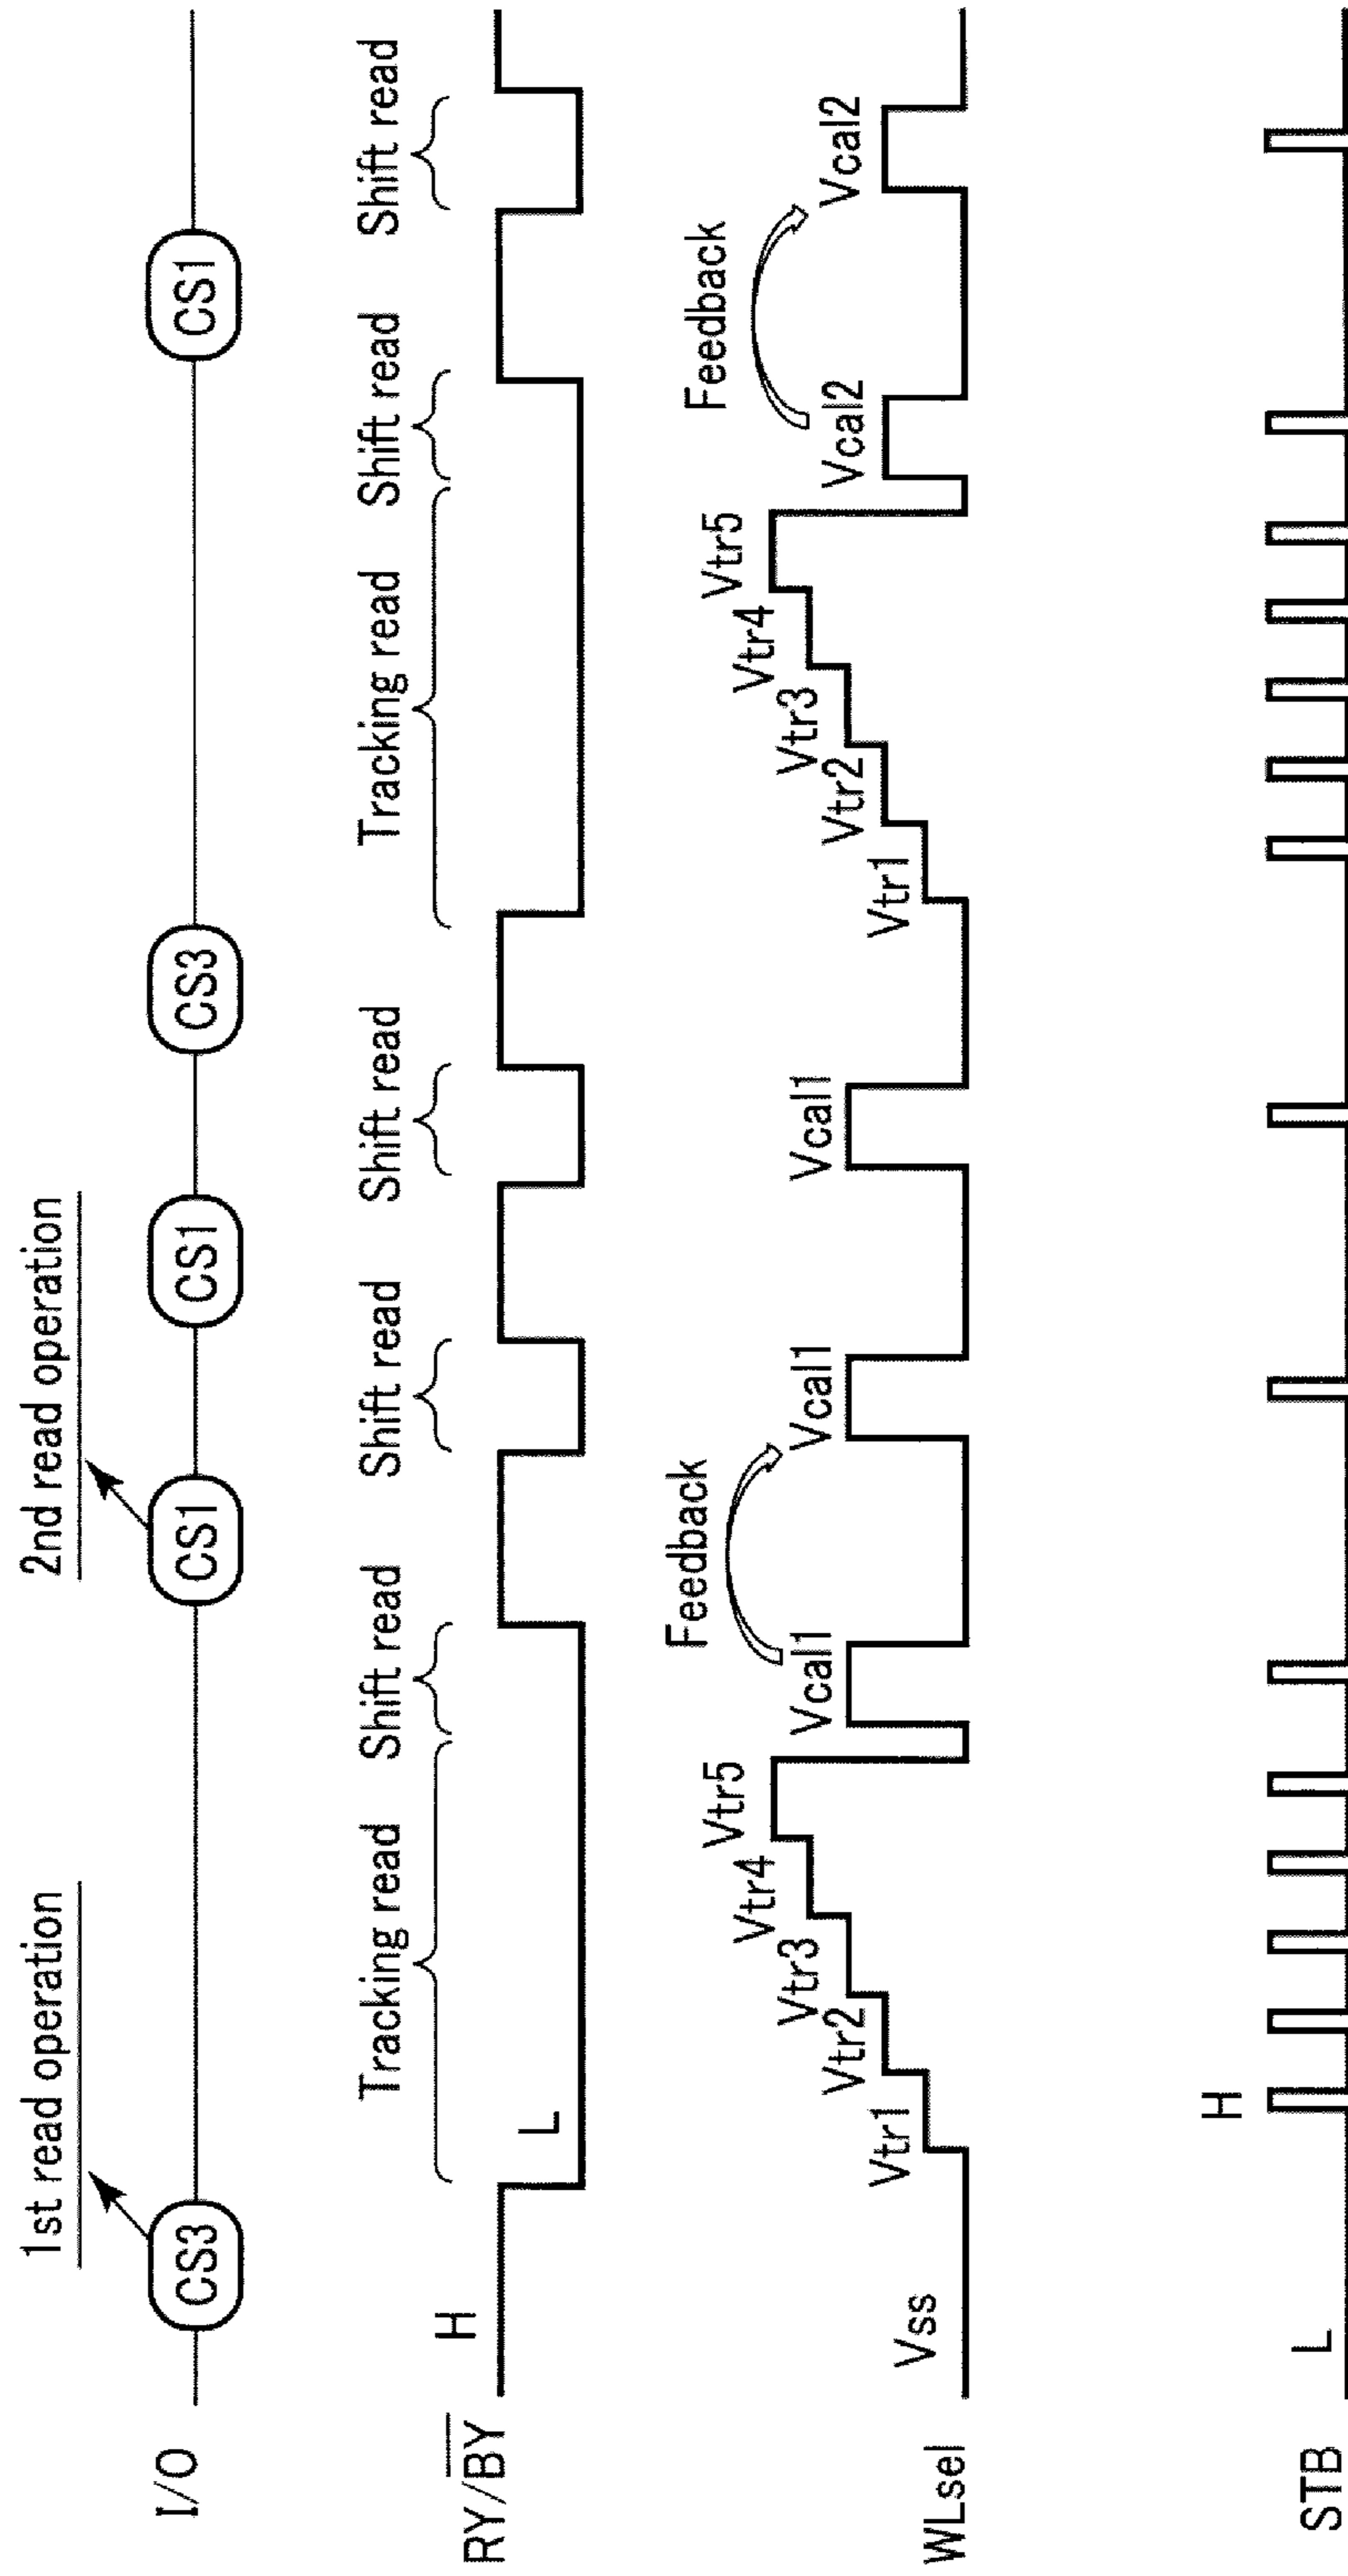 1st read operation
2nd read operation
I/O
CS3
CS1
CS1
CS3
CS1
RY/BY
H
L
Tracking read
Shift read
Shift read
Shift read
Tracking read
Shift read
Shift read
WLsel
Vss
Vtr1
Vtr2
Vtr3
Vtr4
Vtr5
Vcal1
Feedback
Vcal1
Vcal1
Vtr1
Vtr2
Vtr3
Vtr4
Vtr5
Vcal2
Feedback
Vcal2
STB
L
H